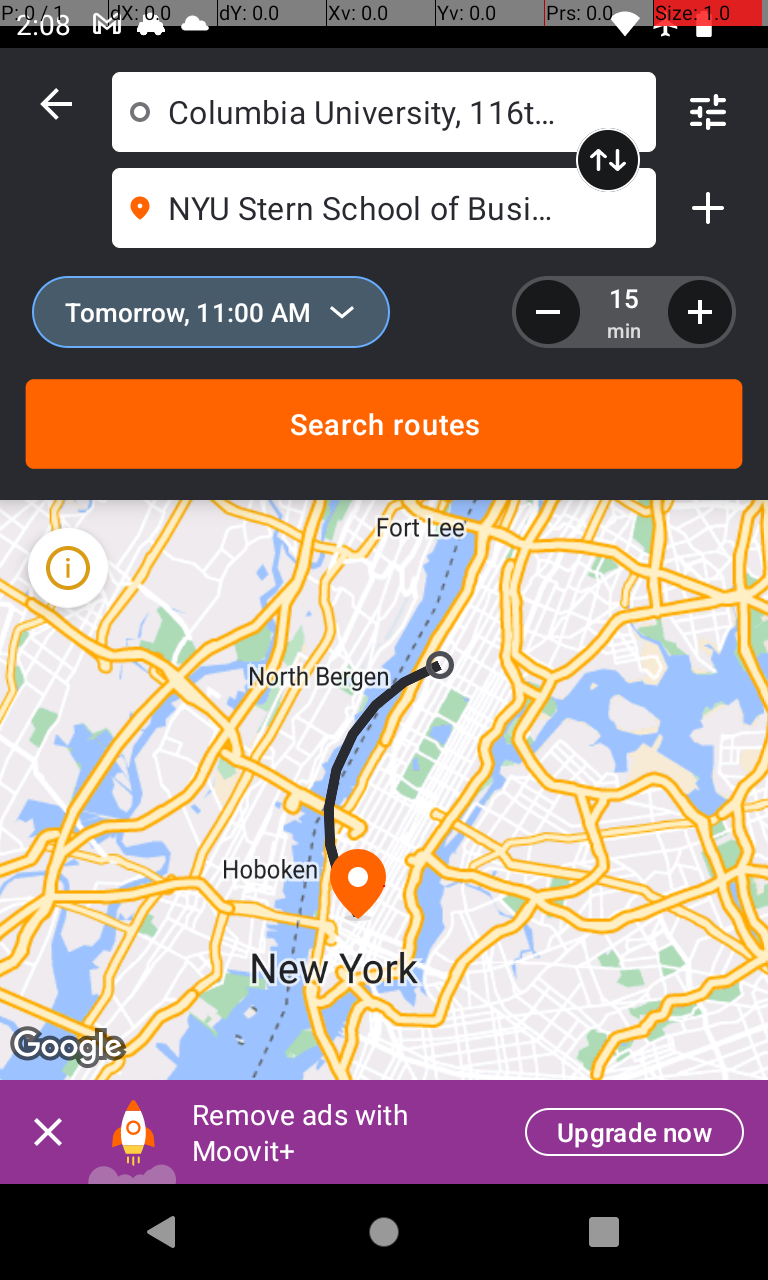 P: 0 / 1 dX: 0.0 dY: 0.0 Xv: 0.0 Yv: 0.0 Prs: 0.0 Size: 1.0
2:08
Columbia University, 116t…
NYU Stern School of Busi…
Tomorrow, 11:00 AM
15
min
Search routes
Fort Lee
North Bergen
Hoboken
New York
Google
Remove ads with
Moovit+
Upgrade now